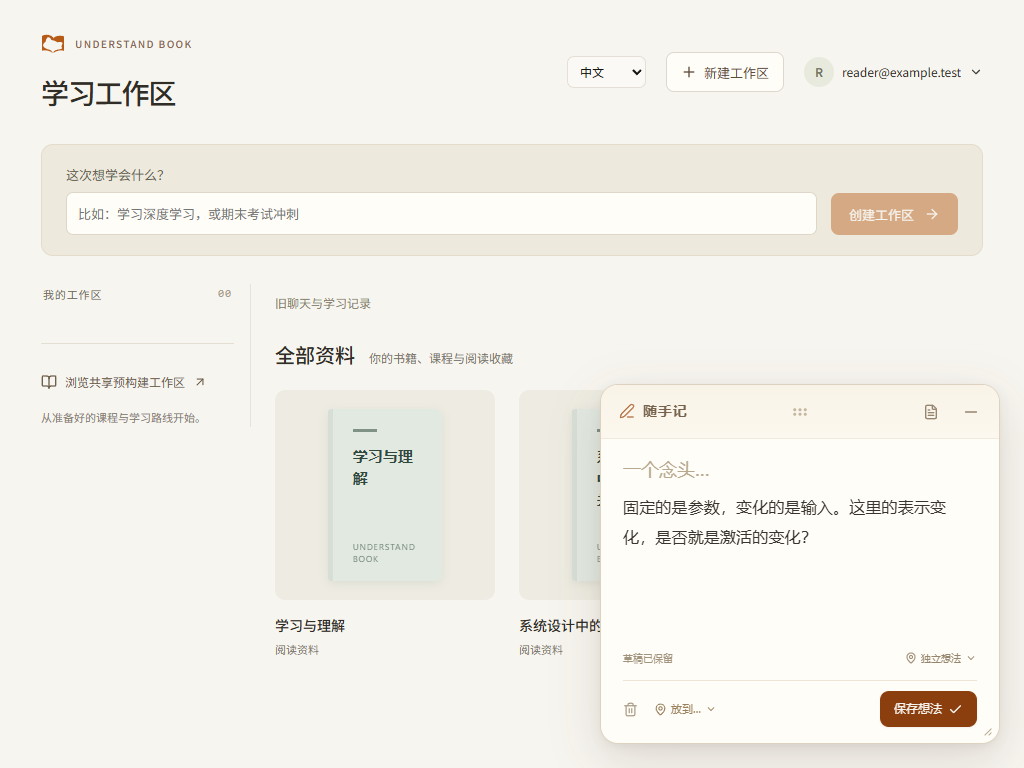 UNDERSTAND BOOK
学习工作区
中文
新建工作区
R
reader@example.test
这次想学会什么？
比如：学习深度学习，或期末考试冲刺
创建工作区
我的工作区
00
浏览共享预构建工作区
从准备好的课程与学习路线开始。
旧聊天与学习记录
全部资料
你的书籍、课程与阅读收藏
学习与理
解
UNDERSTAND
BOOK
学习与理解
阅读资料
系统设计中的
阅读资料
随手记
一个念头...
固定的是参数，变化的是输入。这里的表示变
化，是否就是激活的变化？
草稿已保留
独立想法
放到...
保存想法